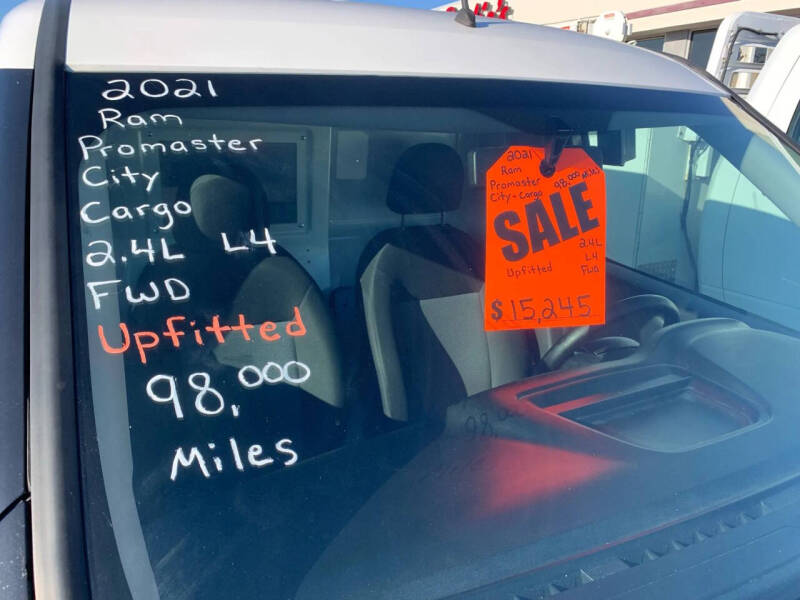 2021
Ram
Promaster
City
Cargo
2.4L L4
FWD
Upfitted
98,000
Miles
2021
Ram
Promaster
City-Cargo
98,000 MILES
SALE
Upfitted
2.4L
L4
FWD
$15,245